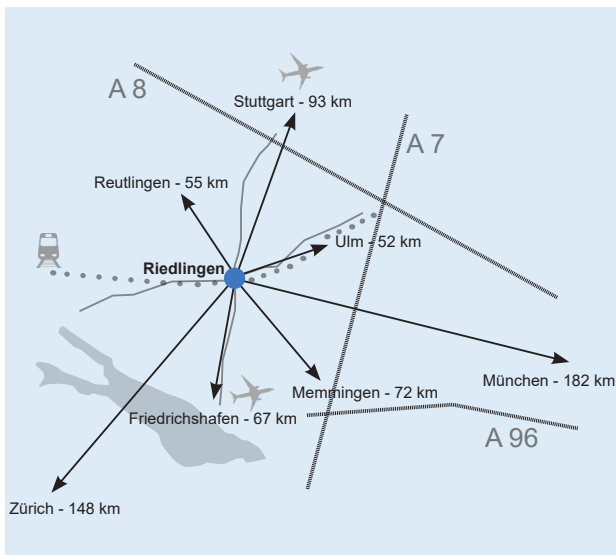 A 8
Stuttgart - 93 km
A 7
Reutlingen - 55 km
Ulm - 52 km
Riedlingen
München - 182 km
Memmingen - 72 km
Friedrichshafen - 67 km
A 96
Zürich - 148 km